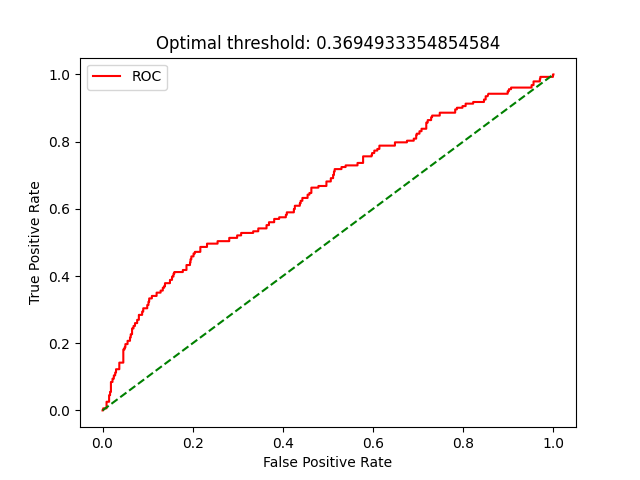 Optimal threshold: 0.3694933354854584
ROC
1.0
0.8
0.6
0.4
0.2
0.0
True Positive Rate
0.0 0.2 0.4 0.6 0.8 1.0
False Positive Rate